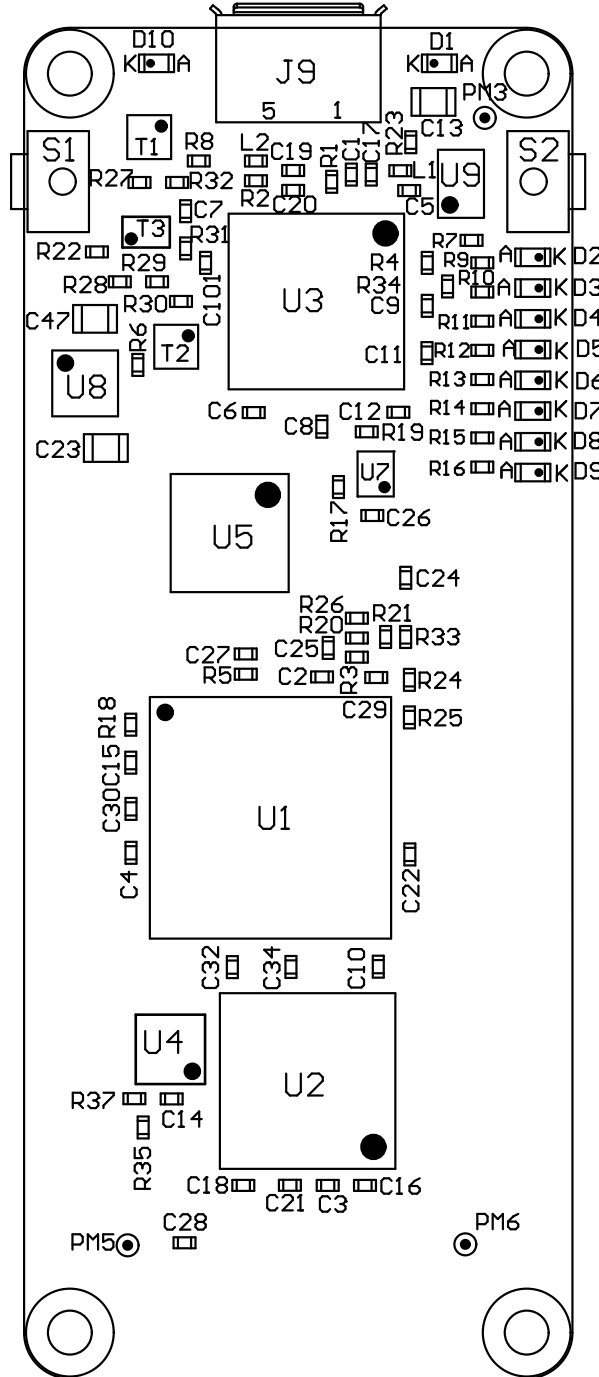 D10
K A
D1
K A
J9
5 1
PM3
C13
S1
T1
R8
L2
C19
R1
C1
C17
R23
L1
U9
S2
R27
R32
R2
C20
C5
C7
T3
R31
R22
R29
R28
R30
C101
U3
R4
R34
C9
C11
R7
R9
R10
R11
R12
R13
R14
R15
R16
A K D2
A K D3
A K D4
A K D5
A K D6
A K D7
A K D8
A K D9
C47
R6
T2
U8
C23
C6
C8
C12
R19
U7
R17
C26
U5
C24
R26
R20
R21
R33
C27
C25
R5
C2
R3
R24
C29
R25
R18
C15
C30
C4
U1
C22
C32
C34
C10
U4
U2
R37
C14
R35
C18
C21
C3
C16
C28
PM5
PM6